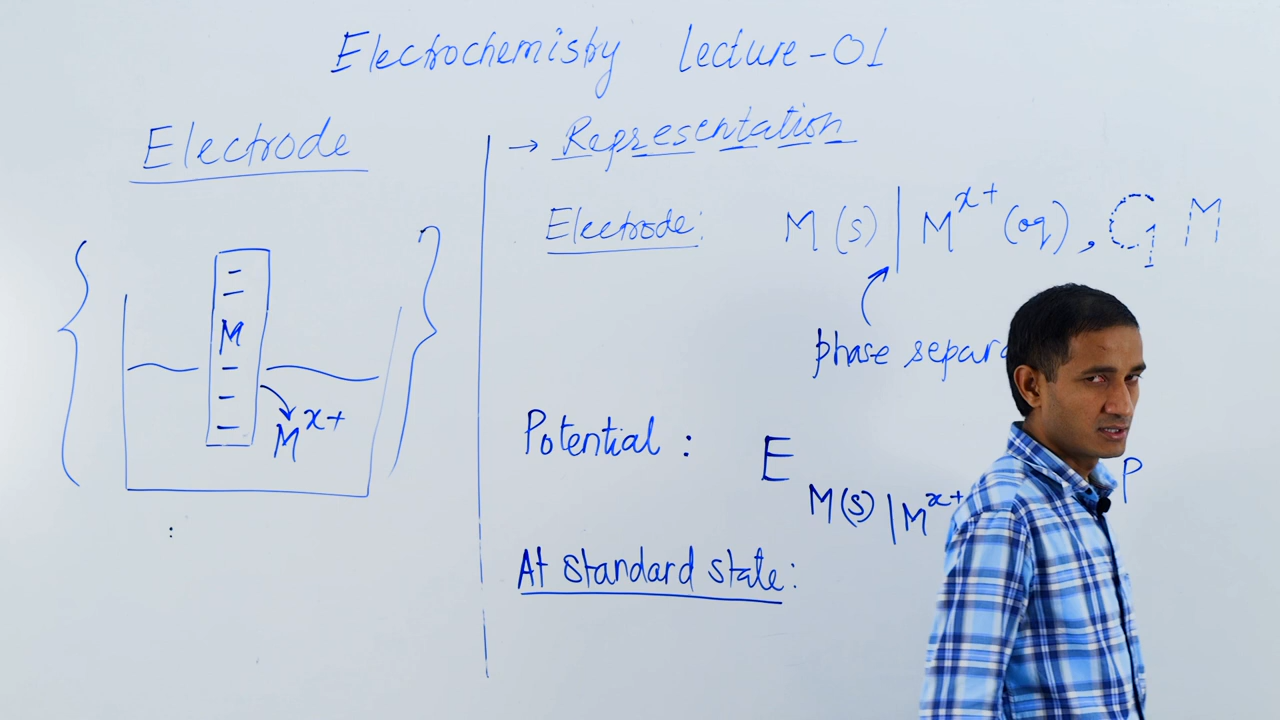 Electrochemistry Lecture-01
Electrode
→ Representation
Electrode: M(s) | M^x+ (aq), C₁ M
phase separa
M
M^x+
Potential : E M(s) | M^x+
P
At standard state: